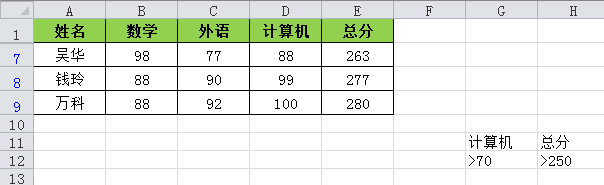 A B C D E F G H
1 姓名 数学 外语 计算机 总分
7 吴华 98 77 88 263
8 钱玲 88 90 99 277
9 万科 88 92 100 280
10
11 计算机 总分
12 >70 >250
13